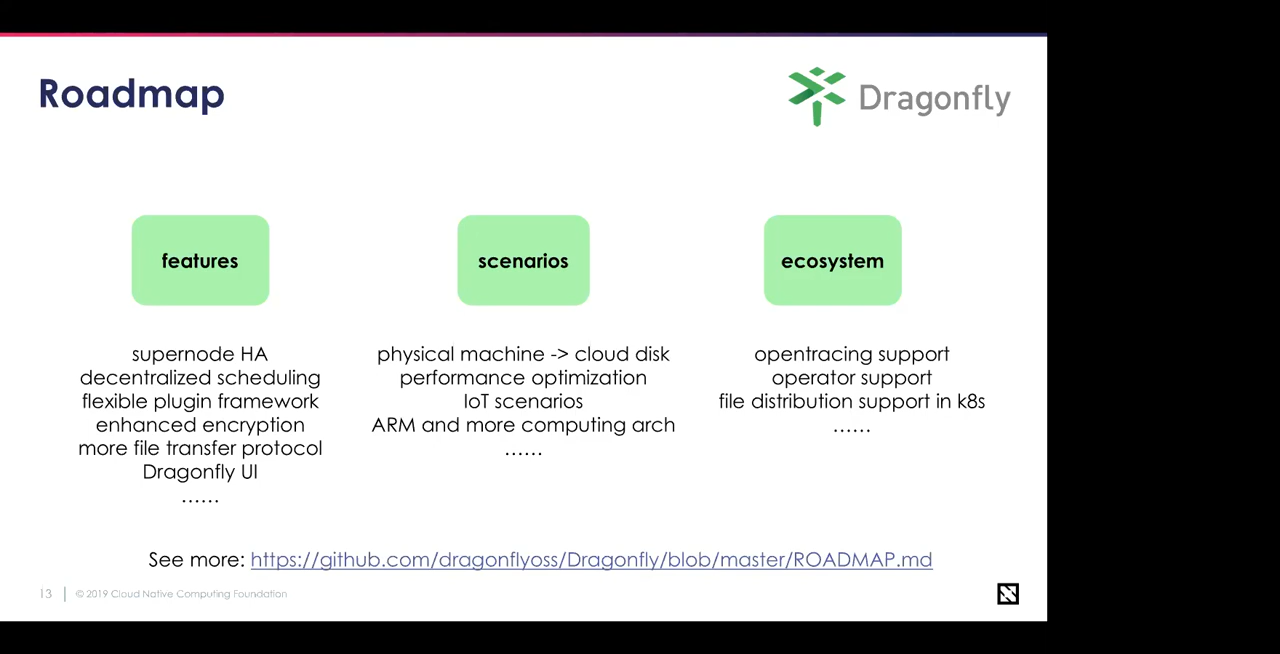 Roadmap
Dragonfly
features
scenarios
ecosystem
supernode HA
decentralized scheduling
flexible plugin framework
enhanced encryption
more file transfer protocol
Dragonfly UI
......
physical machine -> cloud disk
performance optimization
IoT scenarios
ARM and more computing arch
......
opentracing support
operator support
file distribution support in k8s
......
See more: https://github.com/dragonflyoss/Dragonfly/blob/master/ROADMAP.md
13 | © 2019 Cloud Native Computing Foundation